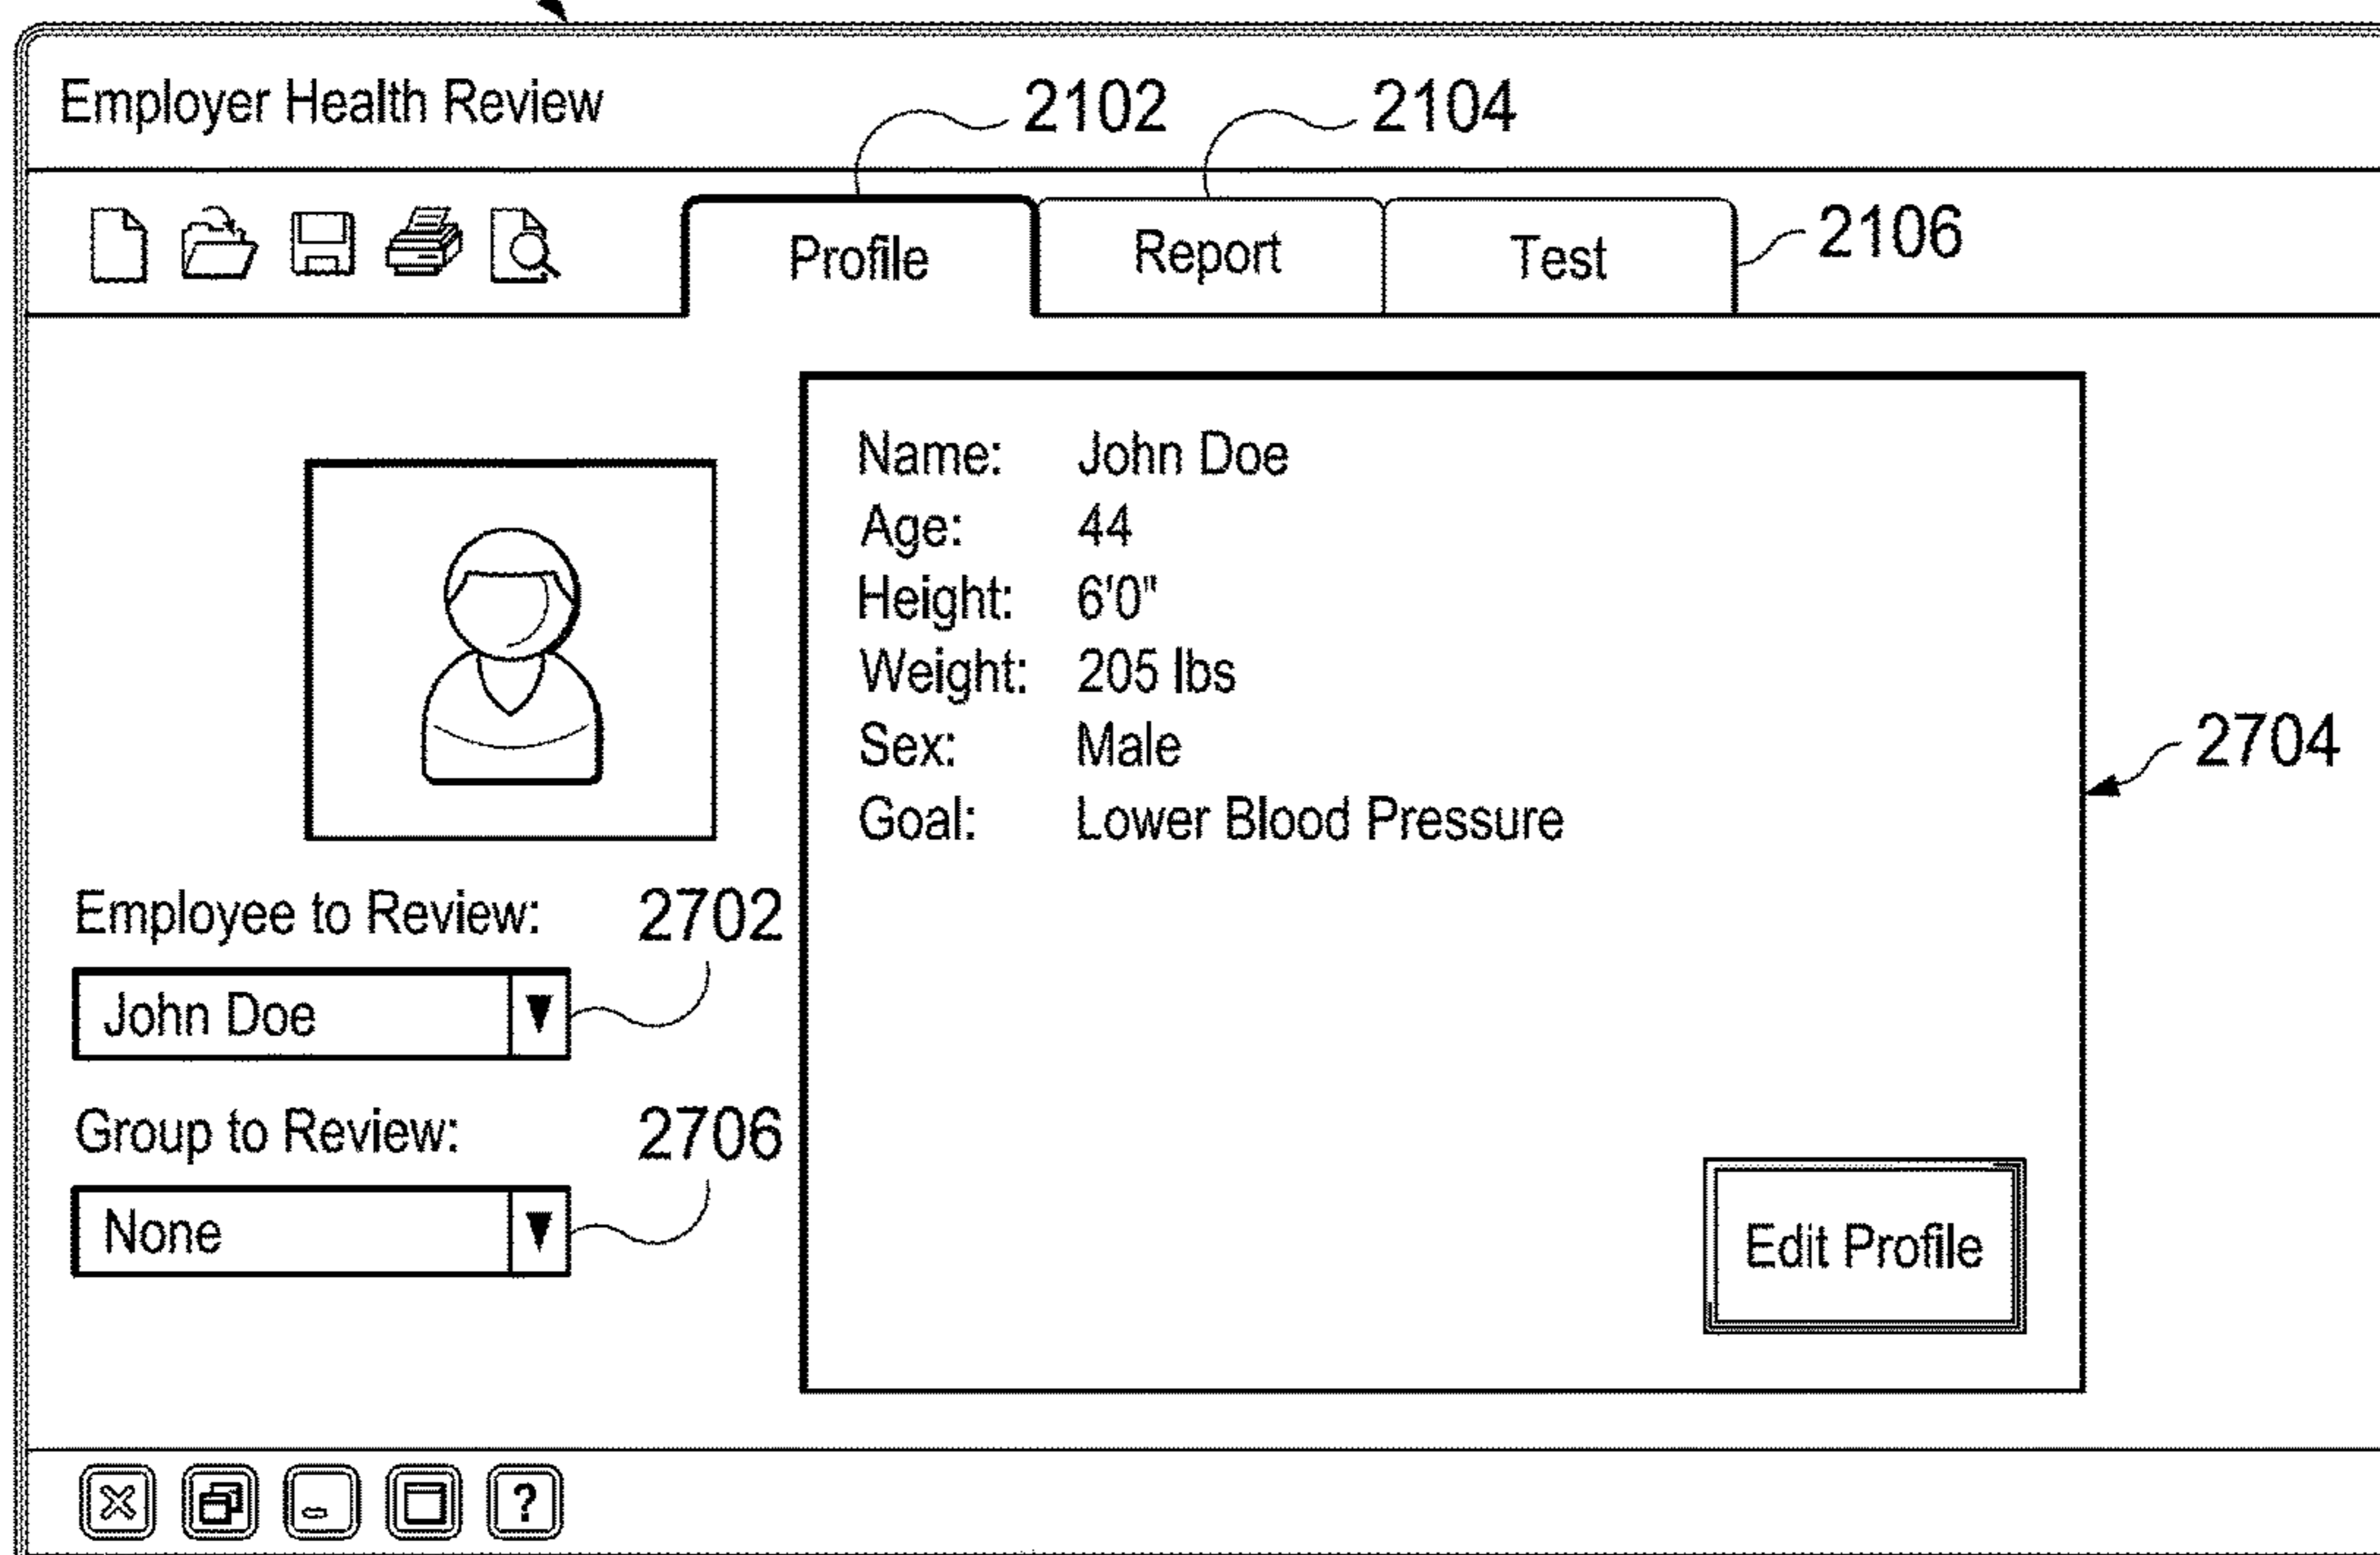 Employer Health Review
2102
2104
Profile
Report
Test
2106
Name: John Doe
Age: 44
Height: 6'0"
Weight: 205 lbs
Sex: Male
Goal: Lower Blood Pressure
2704
Employee to Review:
2702
John Doe
Group to Review:
2706
None
Edit Profile
?